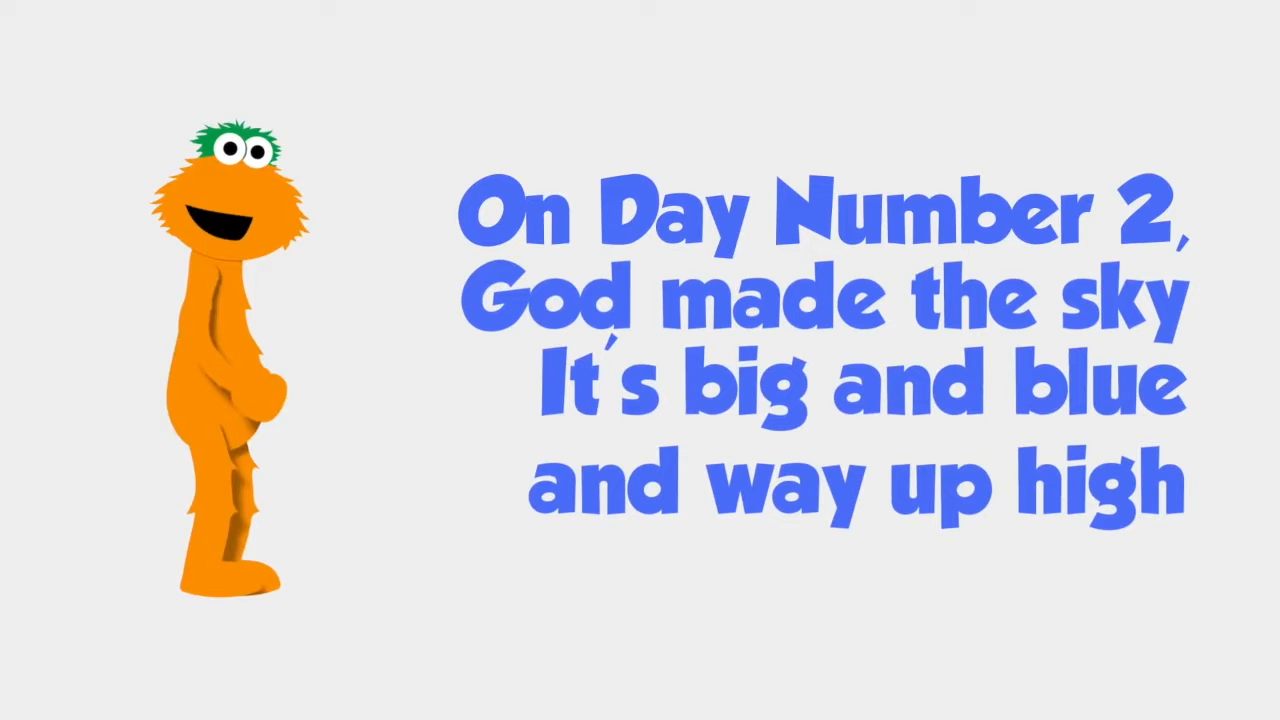 On Day Number 2,
God made the sky
It's big and blue
and way up high